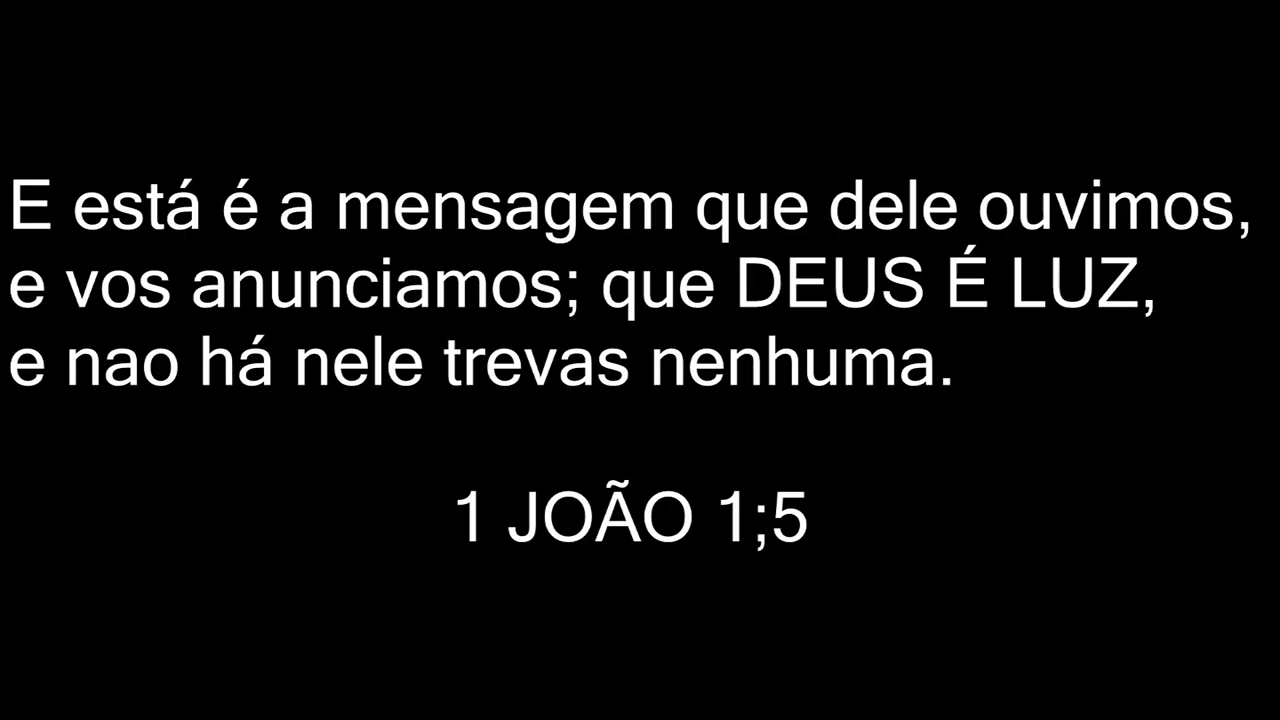 E está é a mensagem que dele ouvimos,
e vos anunciamos; que DEUS É LUZ,
e nao há nele trevas nenhuma.
1 JOÃO 1;5